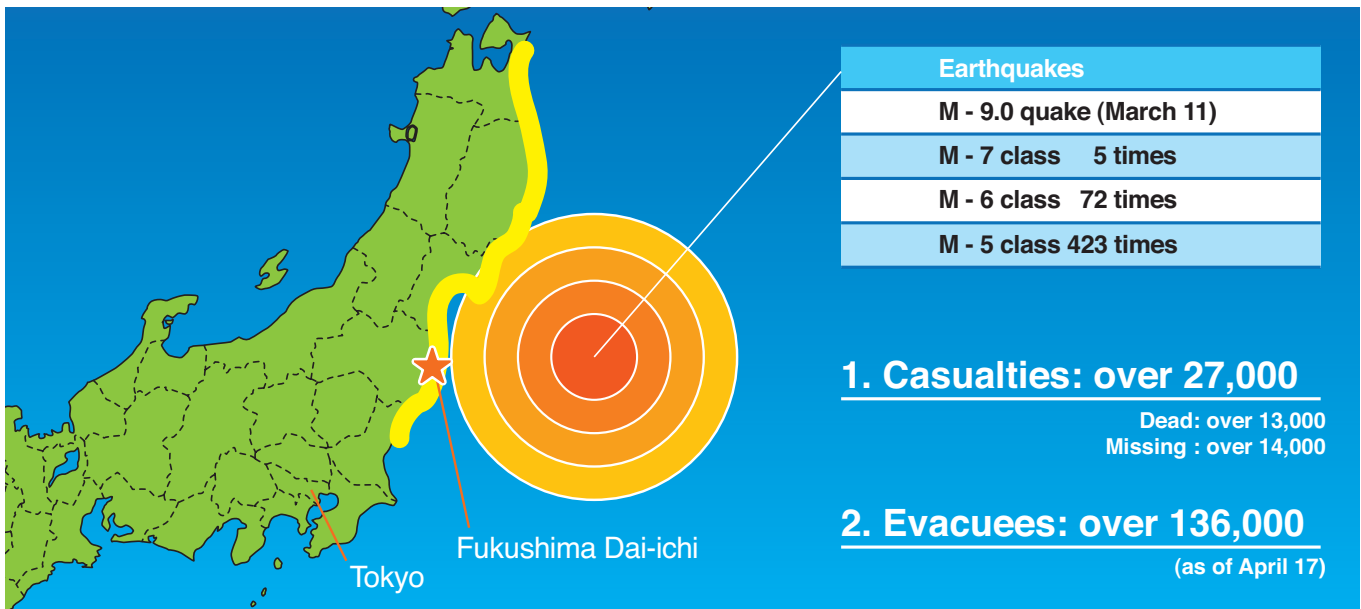 Earthquakes
M - 9.0 quake (March 11)
M - 7 class 5 times
M - 6 class 72 times
M - 5 class 423 times
1. Casualties: over 27,000
Dead: over 13,000
Missing : over 14,000
2. Evacuees: over 136,000
(as of April 17)
Fukushima Dai-ichi
Tokyo